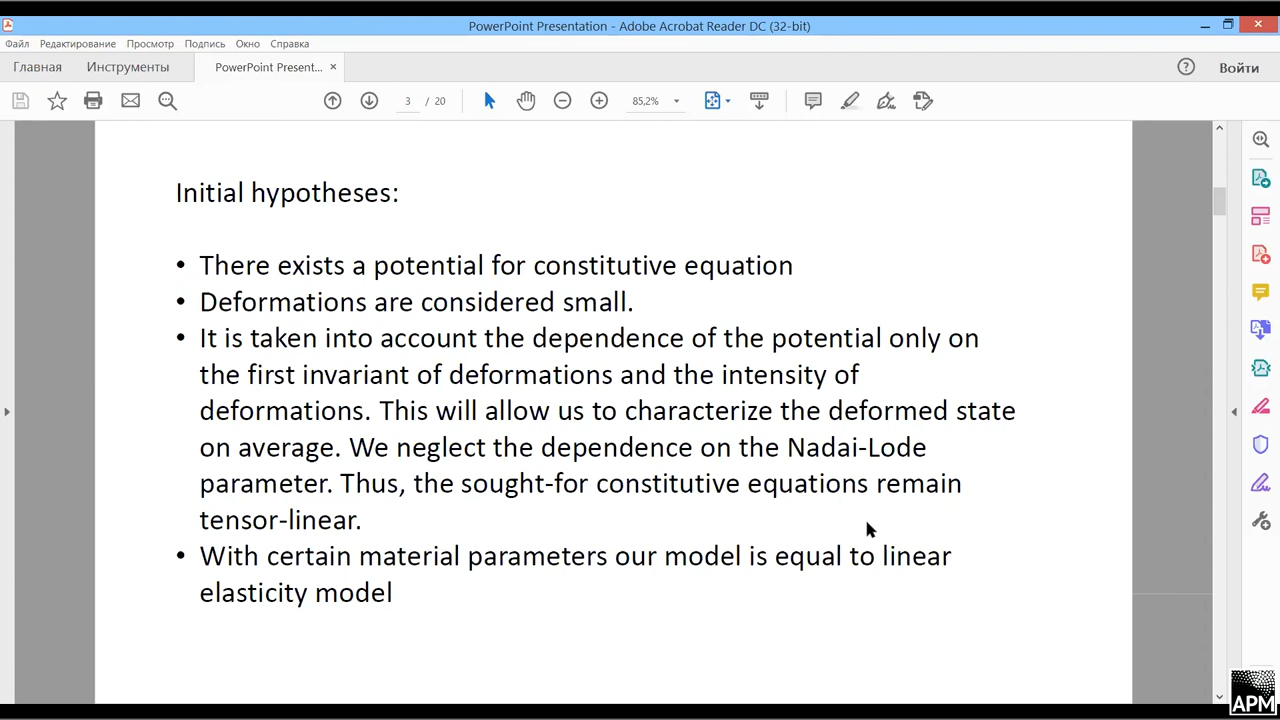 PowerPoint Presentation - Adobe Acrobat Reader DC (32-bit)
Файл Редактирование Просмотр Подпись Окно Справка
Главная Инструменты PowerPoint Present... × Войти
3 / 20 85,2%
Initial hypotheses:
• There exists a potential for constitutive equation
• Deformations are considered small.
• It is taken into account the dependence of the potential only on
the first invariant of deformations and the intensity of
deformations. This will allow us to characterize the deformed state
on average. We neglect the dependence on the Nadai-Lode
parameter. Thus, the sought-for constitutive equations remain
tensor-linear.
• With certain material parameters our model is equal to linear
elasticity model
APM